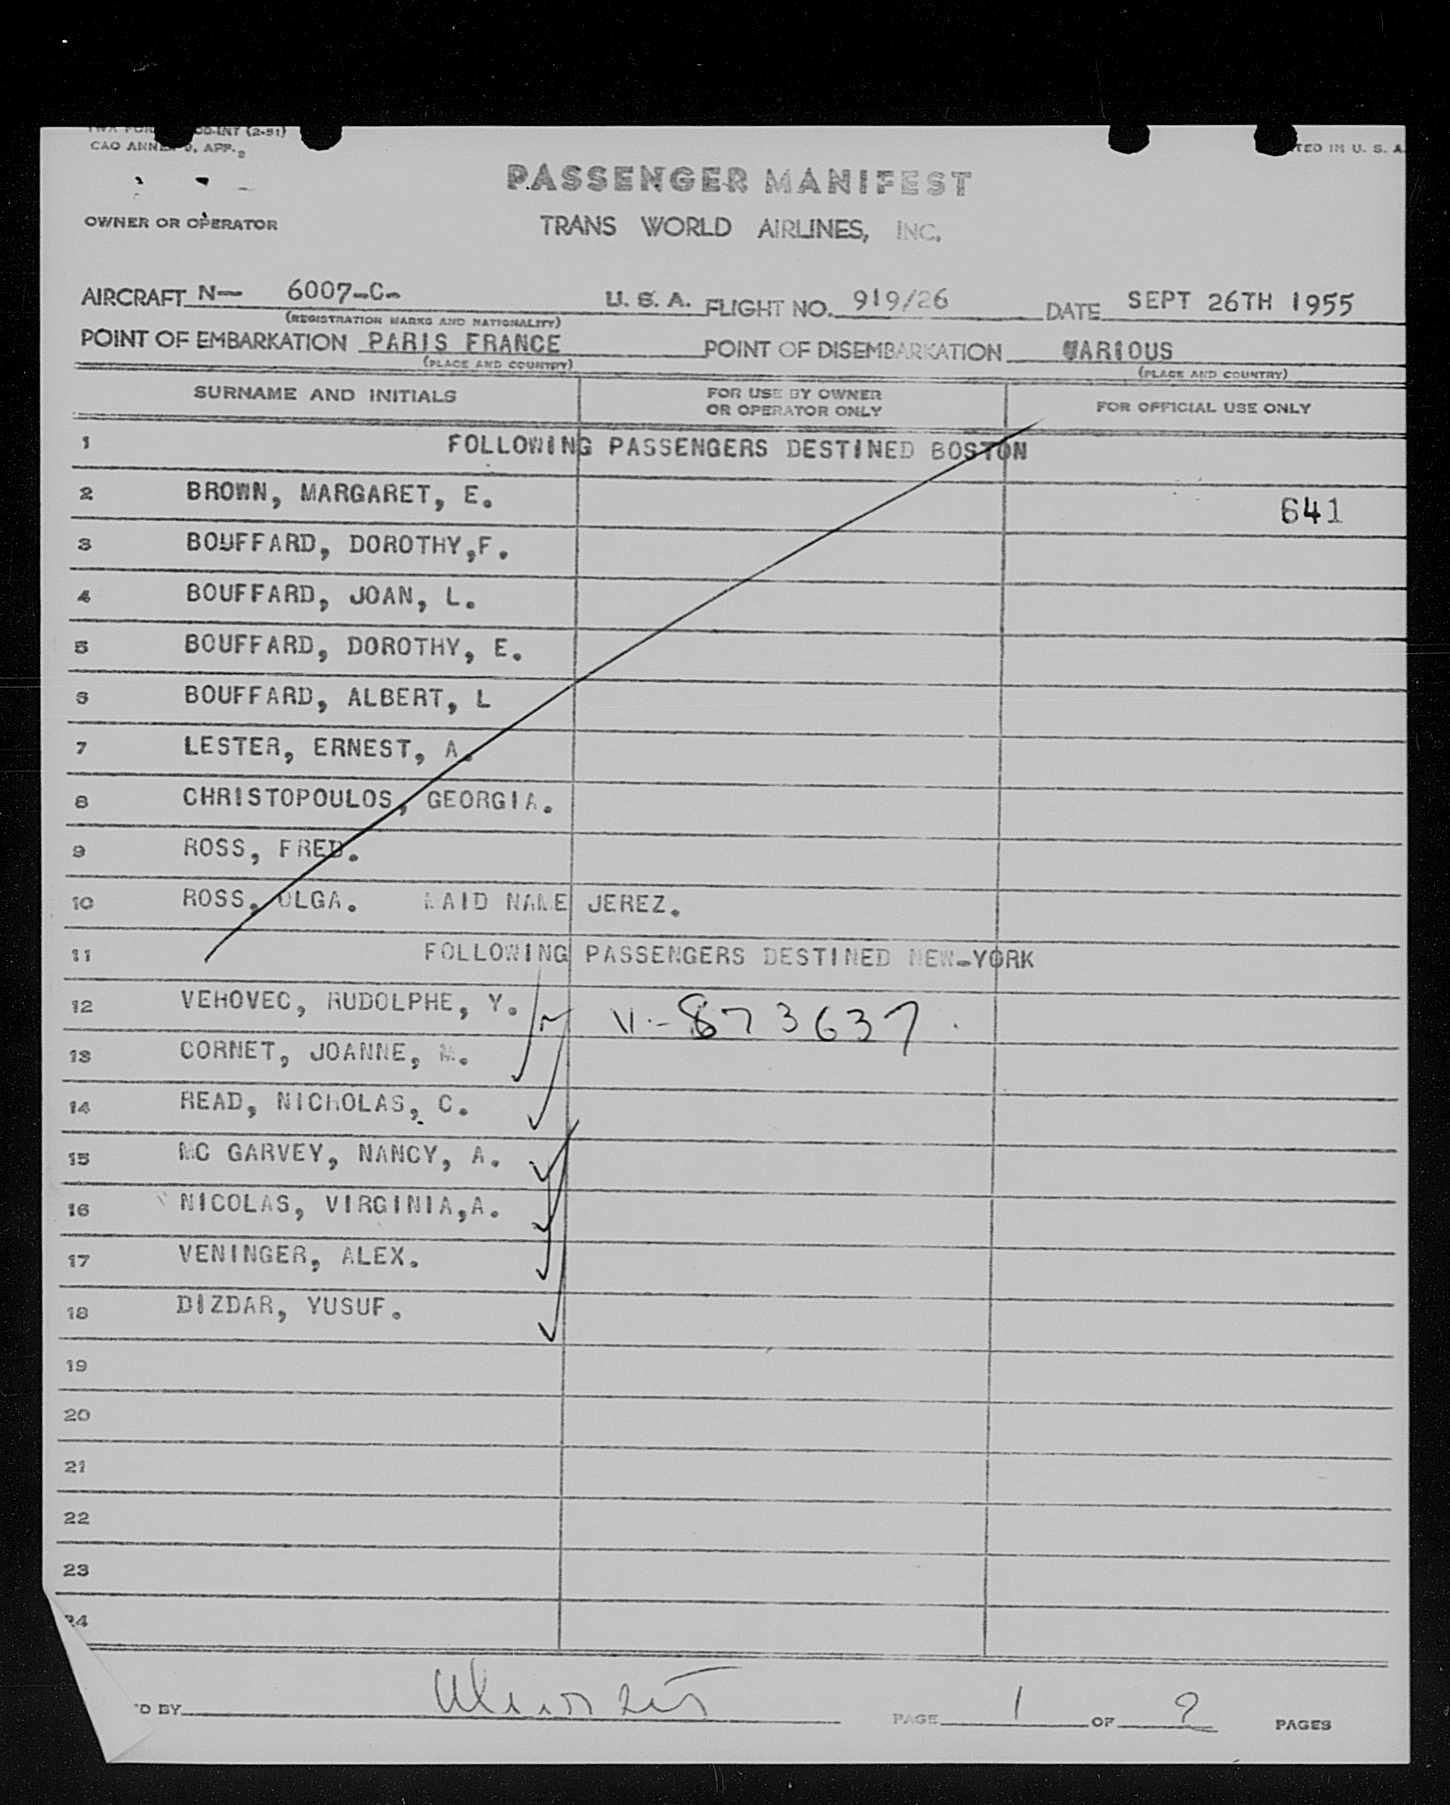 CAO ANNEX 9, APP. 2
TED IN U. S. A.
PASSENGER MANIFEST
OWNER OR OPERATOR
TRANS WORLD AIRLINES, INC.
AIRCRAFT N— 6007-C- U. S. A. FLIGHT NO. 919/26 DATE SEPT 26TH 1955
(REGISTRATION MARKS AND NATIONALITY)
POINT OF EMBARKATION PARIS FRANCE POINT OF DISEMBARKATION VARIOUS
(PLACE AND COUNTRY) (PLACE AND COUNTRY)
SURNAME AND INITIALS FOR USE BY OWNER OR OPERATOR ONLY FOR OFFICIAL USE ONLY
1 FOLLOWING PASSENGERS DESTINED BOSTON
2 BROWN, MARGARET, E. 641
3 BOUFFARD, DOROTHY,F.
4 BOUFFARD, JOAN, L.
5 BOUFFARD, DOROTHY, E.
6 BOUFFARD, ALBERT, L
7 LESTER, ERNEST, A.
8 CHRISTOPOULOS, GEORGIA.
9 ROSS, FRED.
10 ROSS, OLGA. MAID NAME JEREZ.
11 FOLLOWING PASSENGERS DESTINED NEW-YORK
12 VEHOVEC, RUDOLPHE, Y. V.-873637.
13 CORNET, JOANNE, M.
14 READ, NICHOLAS, C.
15 MC GARVEY, NANCY, A.
16 NICOLAS, VIRGINIA,A.
17 VENINGER, ALEX.
18 DIZDAR, YUSUF.
19
20
21
22
23
24
D BY PAGE 1 OF 2 PAGES